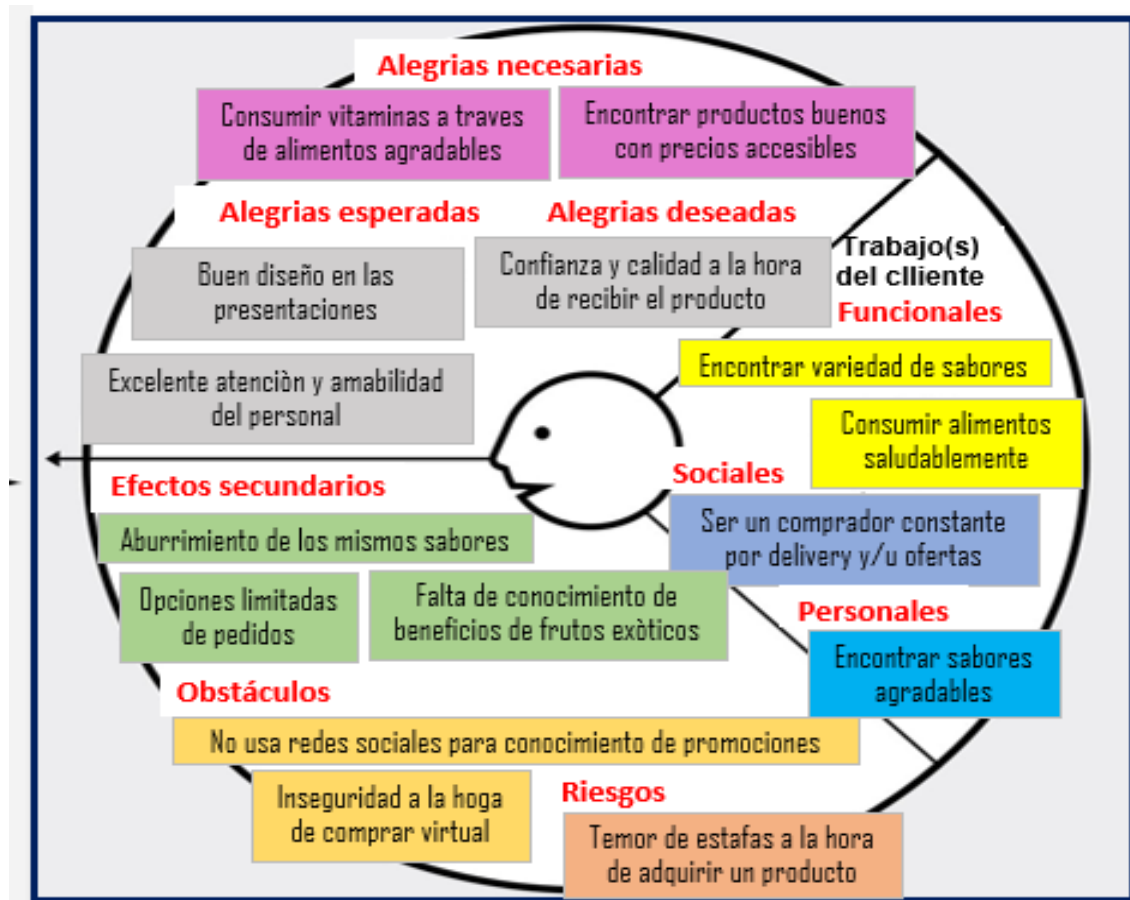 Alegrias necesarias
Consumir vitaminas a traves
de alimentos agradables
Encontrar productos buenos
con precios accesibles
Alegrias esperadas
Alegrias deseadas
Buen diseño en las
presentaciones
Confianza y calidad a la hora
de recibir el producto
Excelente atenciòn y amabilidad
del personal
Trabajo(s)
del clliente
Funcionales
Encontrar variedad de sabores
Consumir alimentos
saludablemente
Sociales
Ser un comprador constante
por delivery y/u ofertas
Personales
Encontrar sabores
agradables
Efectos secundarios
Aburrimiento de los mismos sabores
Opciones limitadas
de pedidos
Falta de conocimiento de
beneficios de frutos exòticos
Obstáculos
No usa redes sociales para conocimiento de promociones
Inseguridad a la hoga
de comprar virtual
Riesgos
Temor de estafas a la hora
de adquirir un producto